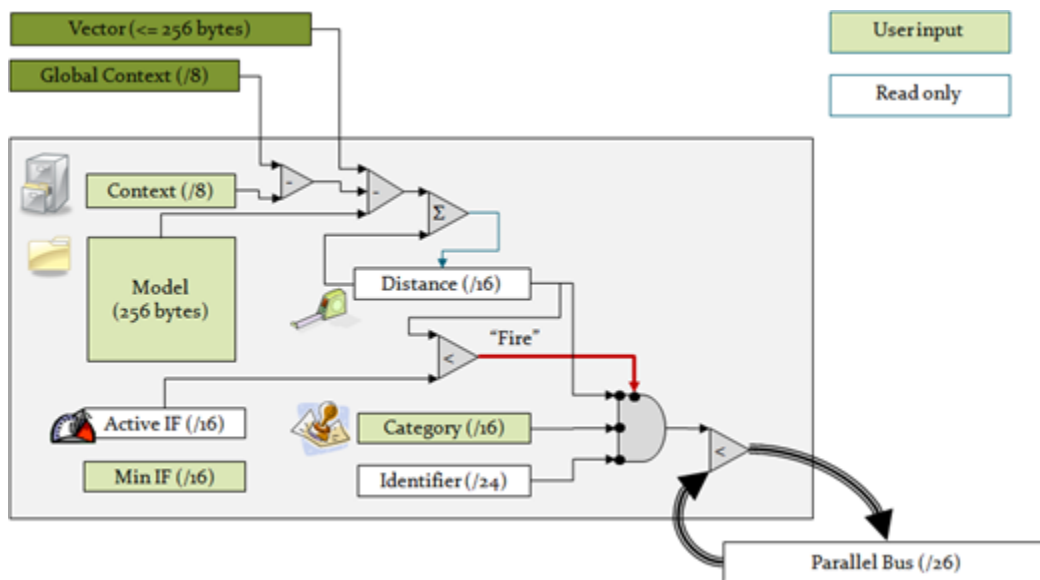 Vector (<= 256 bytes)
User input
Global Context (/8)
Read only
Context (/8)
-
-
Σ
Model
(256 bytes)
Distance (/16)
"Fire"
<
Active IF (/16)
Category (/16)
<
Min IF (/16)
Identifier (/24)
Parallel Bus (/26)